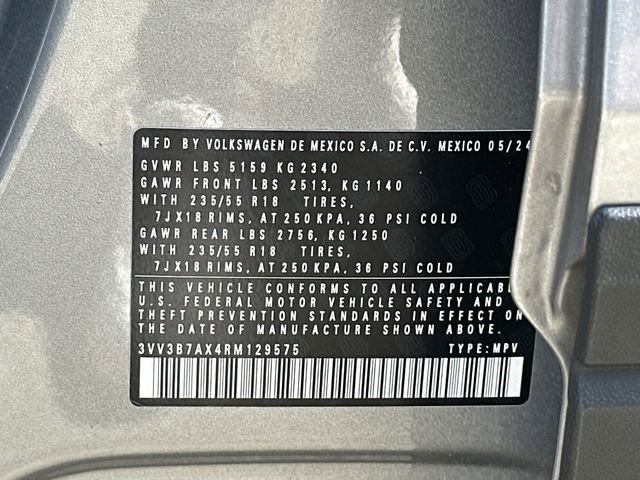 MFD BY VOLKSWAGEN DE MEXICO S.A. DE C.V. MEXICO 05/24
GVWR LBS 5159 KG 2340
GAWR FRONT LBS 2513, KG 1140
WITH 235/55 R18 TIRES,
7JX18 RIMS, AT 250 KPA, 36 PSI COLD
GAWR REAR LBS 2756, KG 1250
WITH 235/55 R18 TIRES,
7JX18 RIMS, AT 250 KPA, 36 PSI COLD
THIS VEHICLE CONFORMS TO ALL APPLICABLE
U.S. FEDERAL MOTOR VEHICLE SAFETY AND
THEFT PREVENTION STANDARDS IN EFFECT ON
THE DATE OF MANUFACTURE SHOWN ABOVE.
3VV3B7AX4RM129575 TYPE: MPV